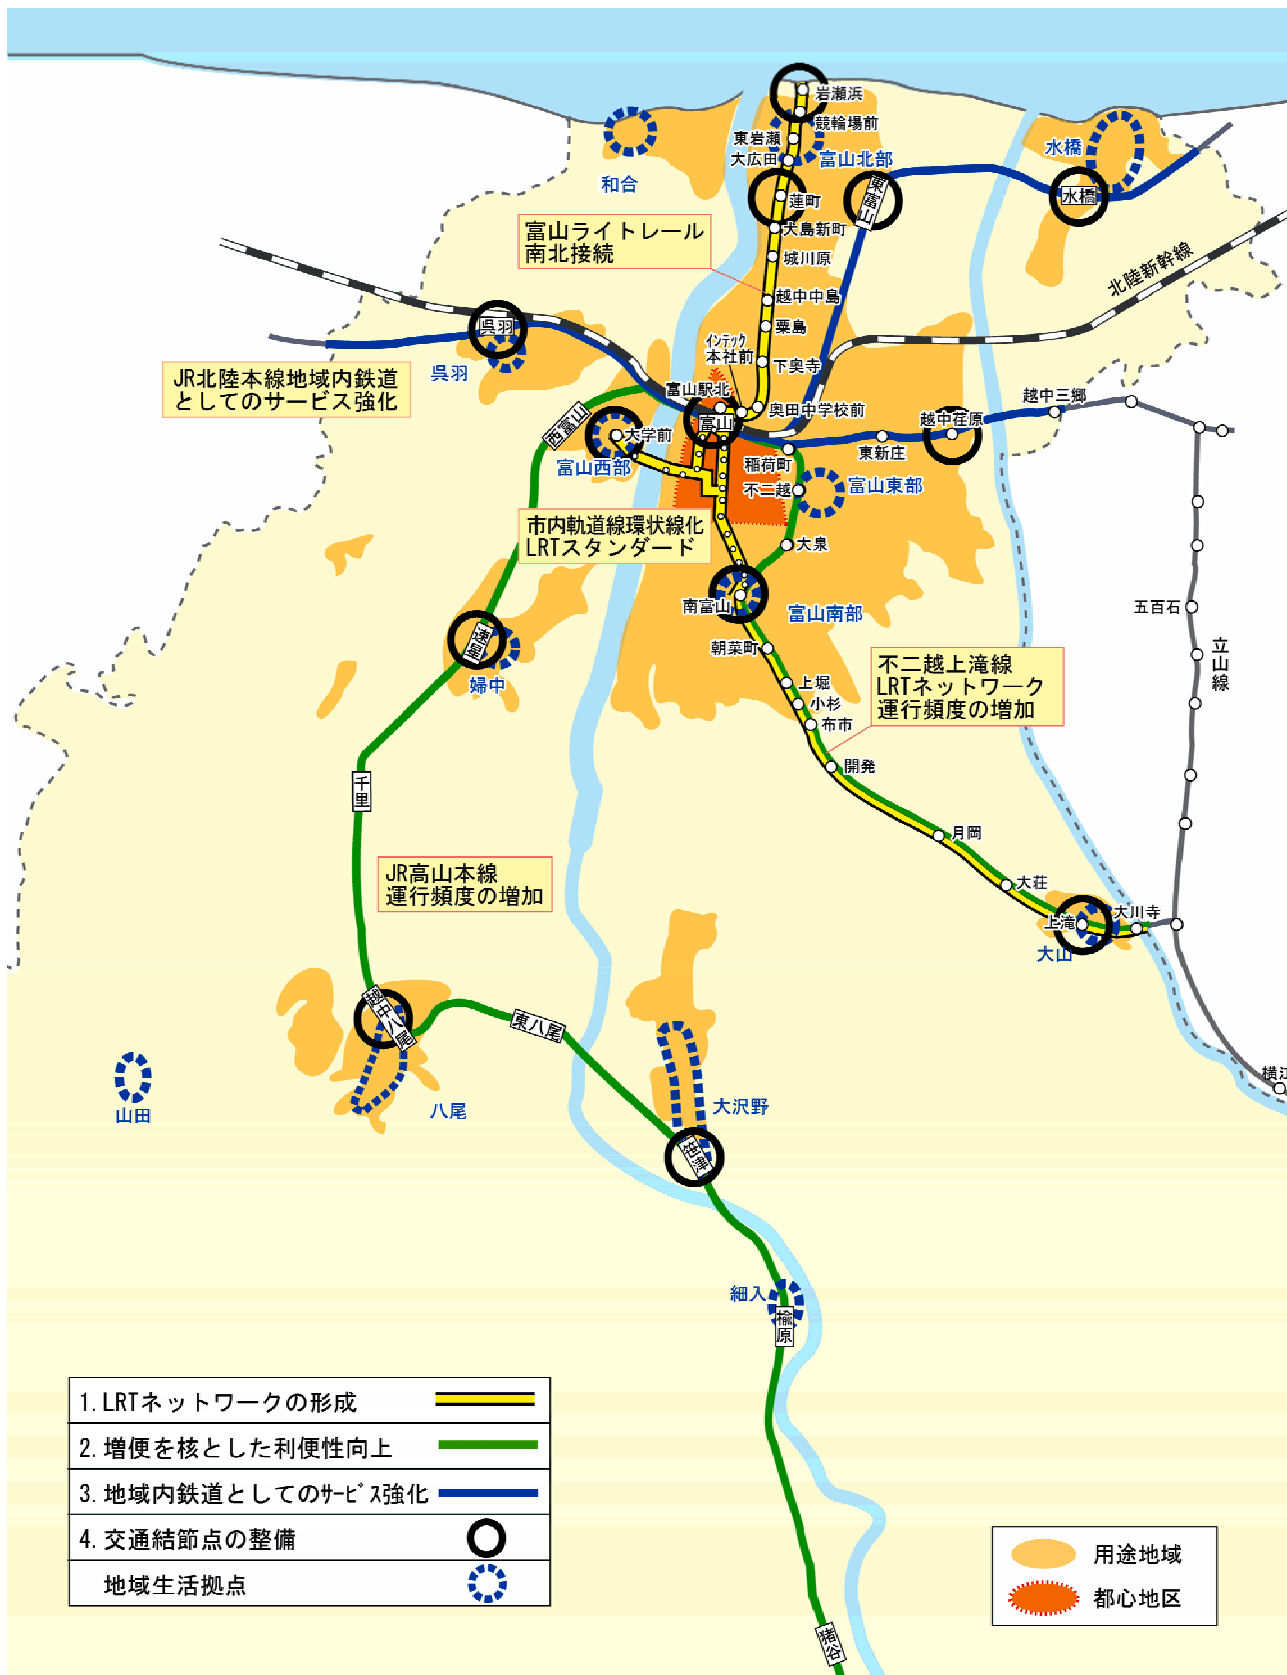 岩瀬浜
競輪場前
東岩瀬
大広田
富山北部
水橋
和合
蓮町
東富山
水橋
富山ライトレール
南北接続
大島新町
城川原
北陸新幹線
越中中島
呉羽
粟島
インテック
本社前
下奥寺
呉羽
JR北陸本線地域内鉄道
としてのサービス強化
富山駅北
奥田中学校前
越中三郷
越中荏原
西富山
大学前
富山
東新庄
富山西部
稲荷町
不二越
富山東部
市内軌道線環状線化
LRTスタンダード
大泉
南富山
富山南部
五百石
立山線
速星
婦中
朝菜町
不二越上滝線
LRTネットワーク
運行頻度の増加
上堀
小杉
布市
開発
千里
月岡
JR高山本線
運行頻度の増加
大荘
上滝
大川寺
大山
越中八尾
東八尾
横江
山田
八尾
大沢野
笹津
細入
楡原
1. LRTネットワークの形成
2. 増便を核とした利便性向上
3. 地域内鉄道としてのサービス強化
4. 交通結節点の整備
地域生活拠点
用途地域
都心地区
猪谷